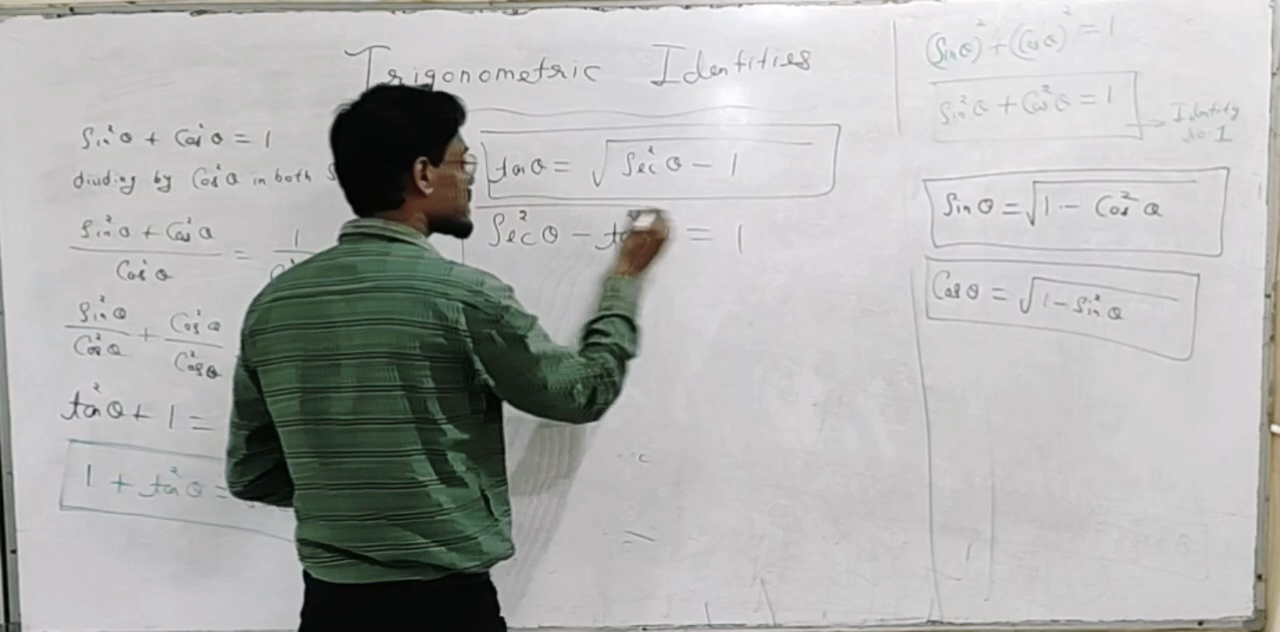 Trigonometric Identities
Sin²θ + Cos²θ = 1
dividing by Cos²θ in both
Sin²θ + Cos²θ / Cos²θ = 1 /
Sin²θ / Cos²θ + Cos²θ / Cos²θ
tan²θ + 1 =
1 + tan²θ =
tanθ = √Sec²θ - 1
Sec²θ - = 1
(Sinθ)² + (Cosθ)² = 1
Sin²θ + Cos²θ = 1
→ Identity No 1
Sinθ = √1 - Cos²θ
Cosθ = √1 - Sin²θ